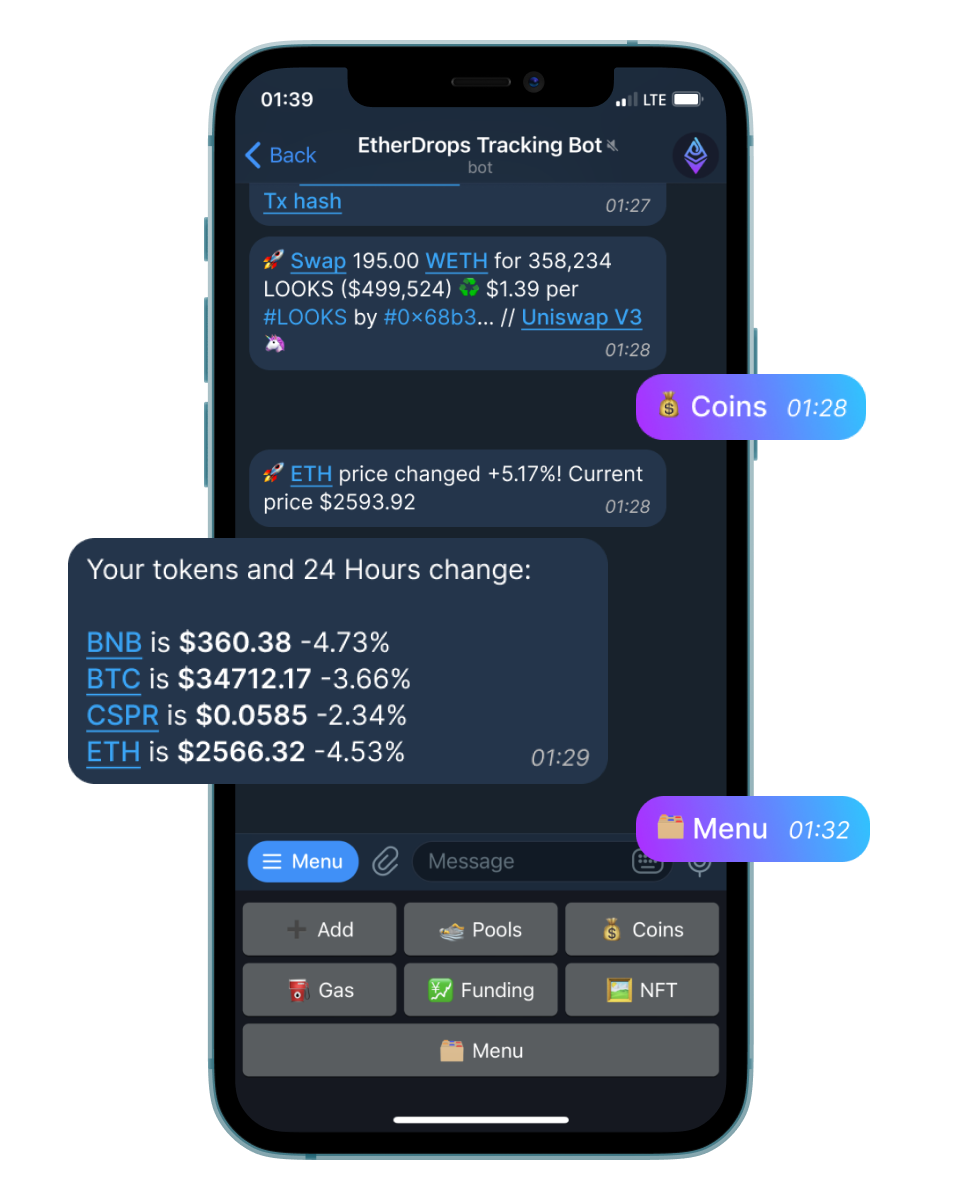 01:39
LTE
Back
EtherDrops Tracking Bot
bot
Tx hash
01:27
🚀 Swap 195.00 WETH for 358,234
LOOKS ($499,524) ♻️ $1.39 per
#LOOKS by #0×68b3... // Uniswap V3
🦄
01:28
💰 Coins 01:28
🚀 ETH price changed +5.17%! Current
price $2593.92
01:28
Your tokens and 24 Hours change:
BNB is $360.38 -4.73%
BTC is $34712.17 -3.66%
CSPR is $0.0585 -2.34%
ETH is $2566.32 -4.53%
01:29
🗂️ Menu 01:32
Menu
Message
➕ Add
Pools
💰 Coins
⛽ Gas
💹 Funding
🖼️ NFT
🗂️ Menu